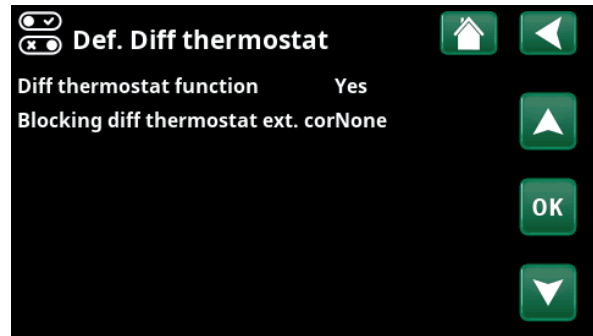 Def. Diff thermostat
Diff thermostat function Yes
Blocking diff thermostat ext. corNone
OK